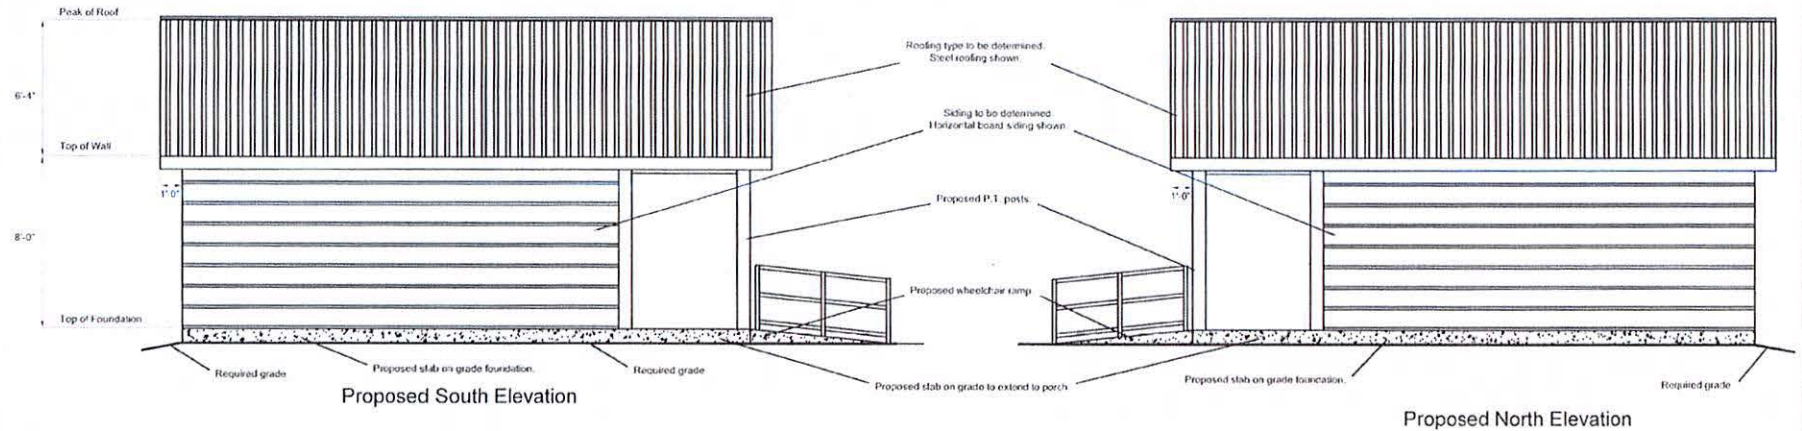 Peak of Roof
Roofing type to be determined.
Steel roofing shown.
6'-4"
Siding to be determined.
Horizontal board siding shown.
Top of Wall
1'-0"
1'-0"
Proposed P.T. posts.
8'-0"
Proposed wheelchair ramp
Top of Foundation
Required grade
Proposed slab on grade foundation.
Required grade
Proposed slab on grade to extend to porch
Proposed slab on grade foundation.
Required grade
Proposed South Elevation
Proposed North Elevation